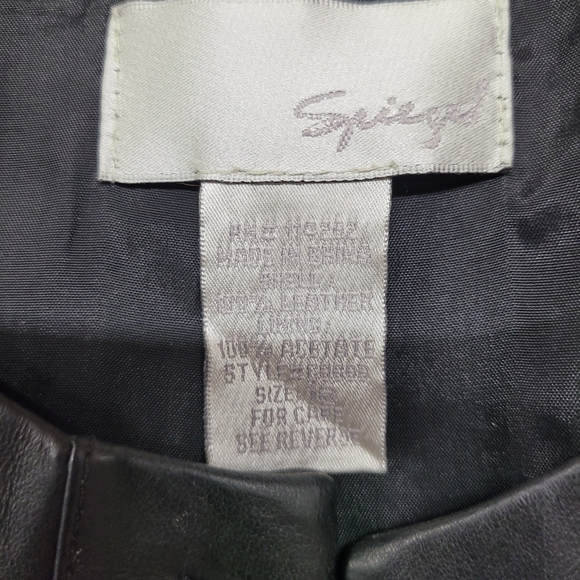 Spiegel
MADE IN CHINA
SHELL:
100% LEATHER
LINING:
100% ACETATE
FOR CARE
SEE REVERSE